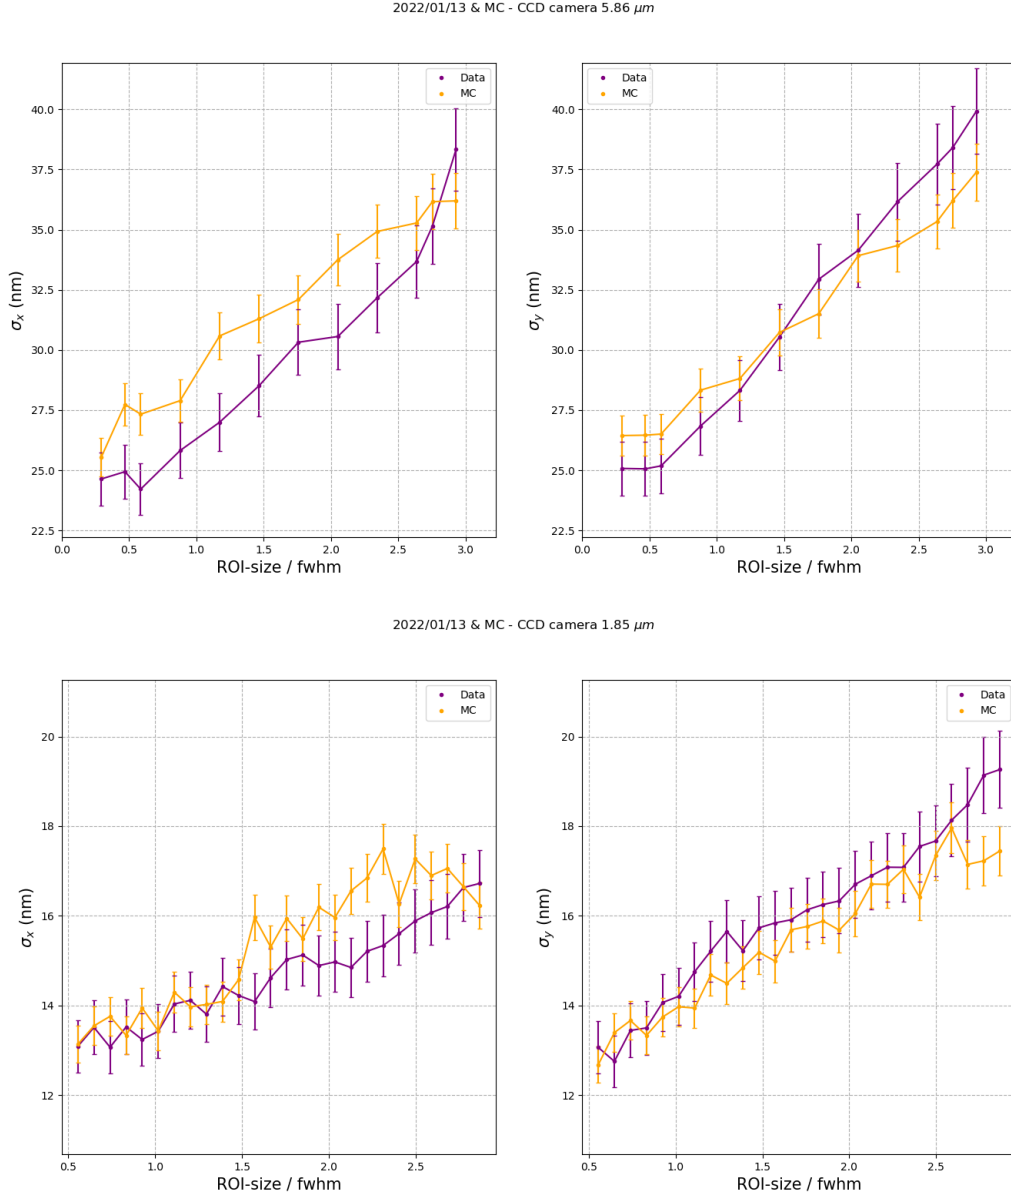 2022/01/13 & MC - CCD camera 5.86 μm
Data
MC
40.0
37.5
35.0
32.5
30.0
27.5
25.0
22.5
σx (nm)
0.0 0.5 1.0 1.5 2.0 2.5 3.0
ROI-size / fwhm
Data
MC
40.0
37.5
35.0
32.5
30.0
27.5
25.0
22.5
σy (nm)
0.0 0.5 1.0 1.5 2.0 2.5 3.0
ROI-size / fwhm
2022/01/13 & MC - CCD camera 1.85 μm
Data
MC
20
18
16
14
12
σx (nm)
0.5 1.0 1.5 2.0 2.5
ROI-size / fwhm
Data
MC
20
18
16
14
12
σy (nm)
0.5 1.0 1.5 2.0 2.5
ROI-size / fwhm